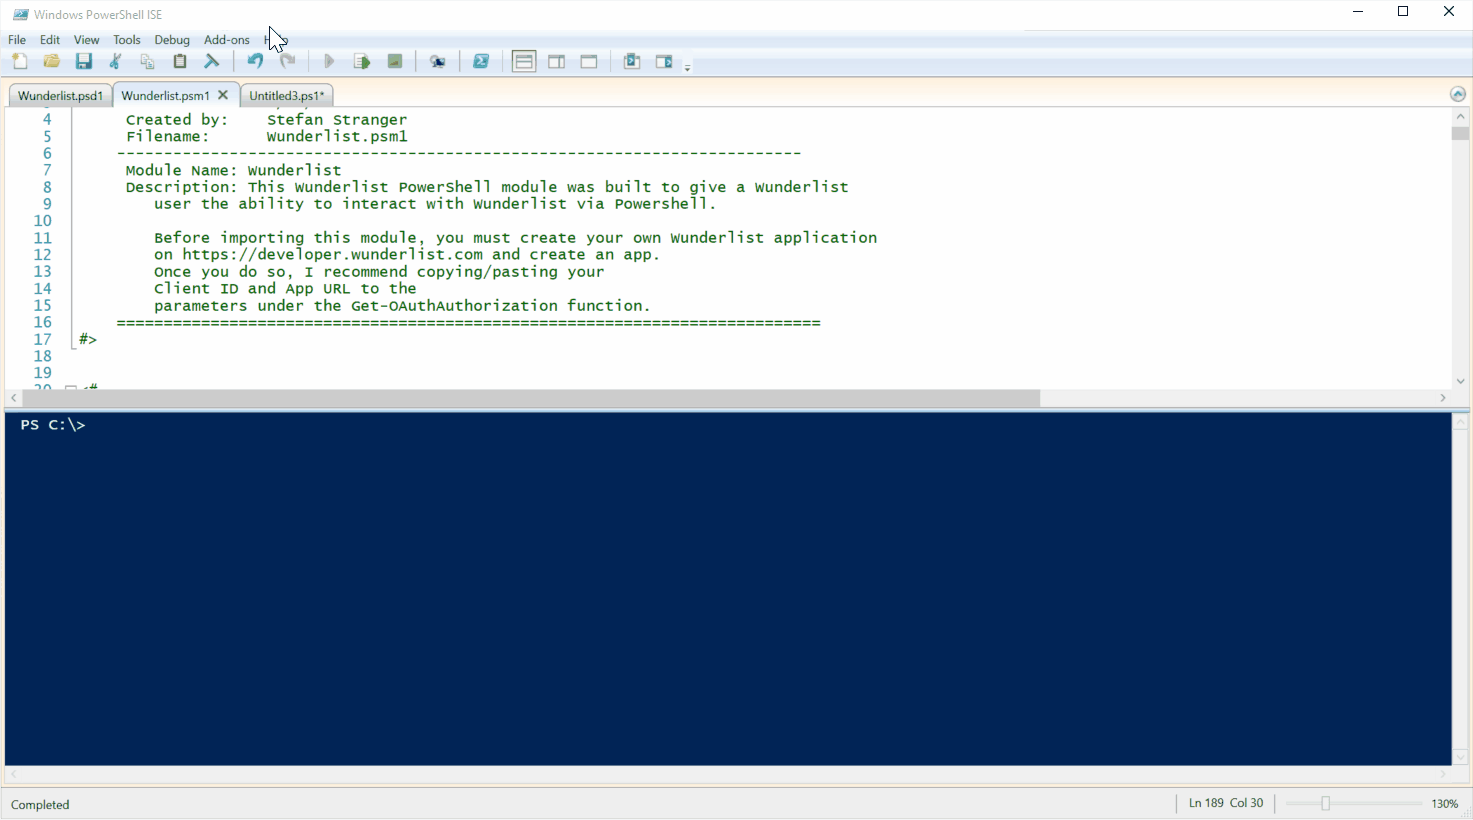 Windows PowerShell ISE
File Edit View Tools Debug Add-ons
Wunderlist.psd1 Wunderlist.psm1 Untitled3.ps1*
4 Created by: Stefan Stranger
5 Filename: Wunderlist.psm1
6 -------------------------------------------------------------------------
7 Module Name: Wunderlist
8 Description: This Wunderlist PowerShell module was built to give a Wunderlist
9 user the ability to interact with Wunderlist via Powershell.
10
11 Before importing this module, you must create your own Wunderlist application
12 on https://developer.wunderlist.com and create an app.
13 Once you do so, I recommend copying/pasting your
14 Client ID and App URL to the
15 parameters under the Get-OAuthAuthorization function.
16 ===========================================================================
17 #>
18
19
20 <#
PS C:\>
Completed Ln 189 Col 30 130%